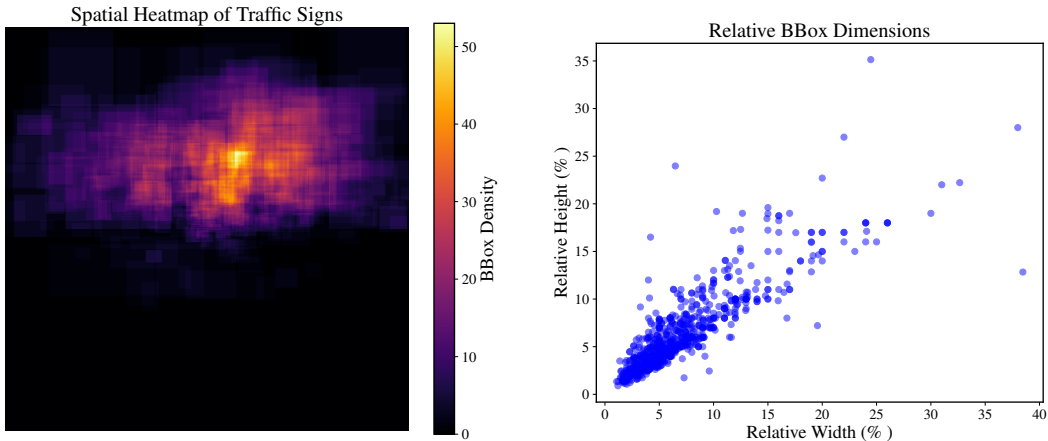 Spatial Heatmap of Traffic Signs
50
40
30
20
10
0
BBox Density
Relative BBox Dimensions
35
30
25
20
15
10
5
0
Relative Height (% )
0 5 10 15 20 25 30 35 40
Relative Width (% )